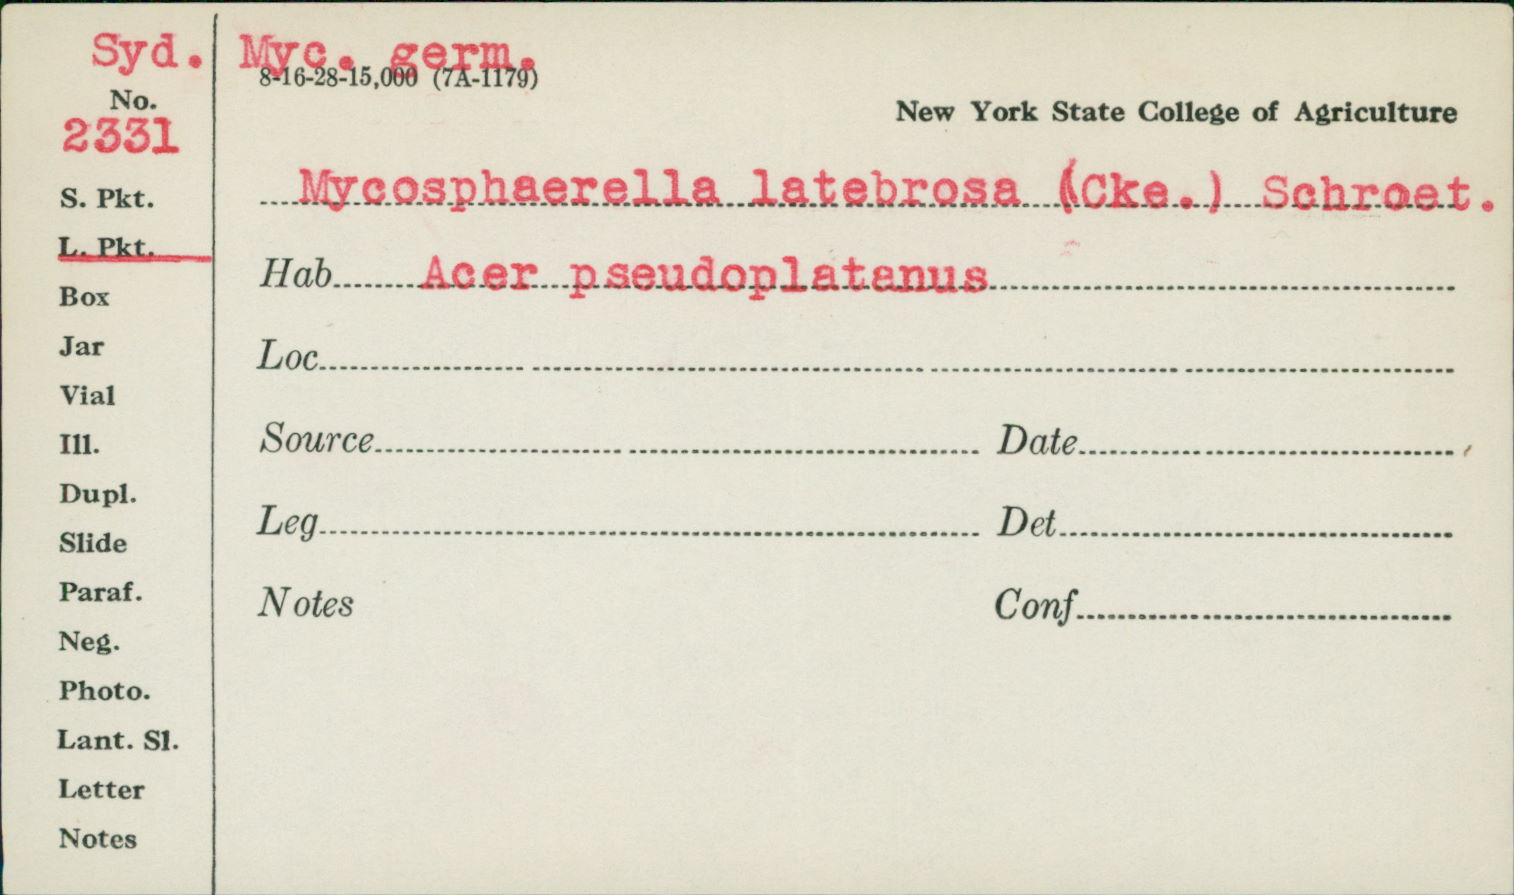 Syd. Myc. germ.
8-16-28-15,000 (7A-1179)
No.
2331
New York State College of Agriculture
S. Pkt.
Mycosphaerella latebrosa (Cke.) Schroet.
L. Pkt.
Hab Acer pseudoplatanus
Box
Jar
Loc
Vial
Ill.
Source Date
Dupl.
Leg Det
Slide
Paraf.
Notes Conf
Neg.
Photo.
Lant. Sl.
Letter
Notes